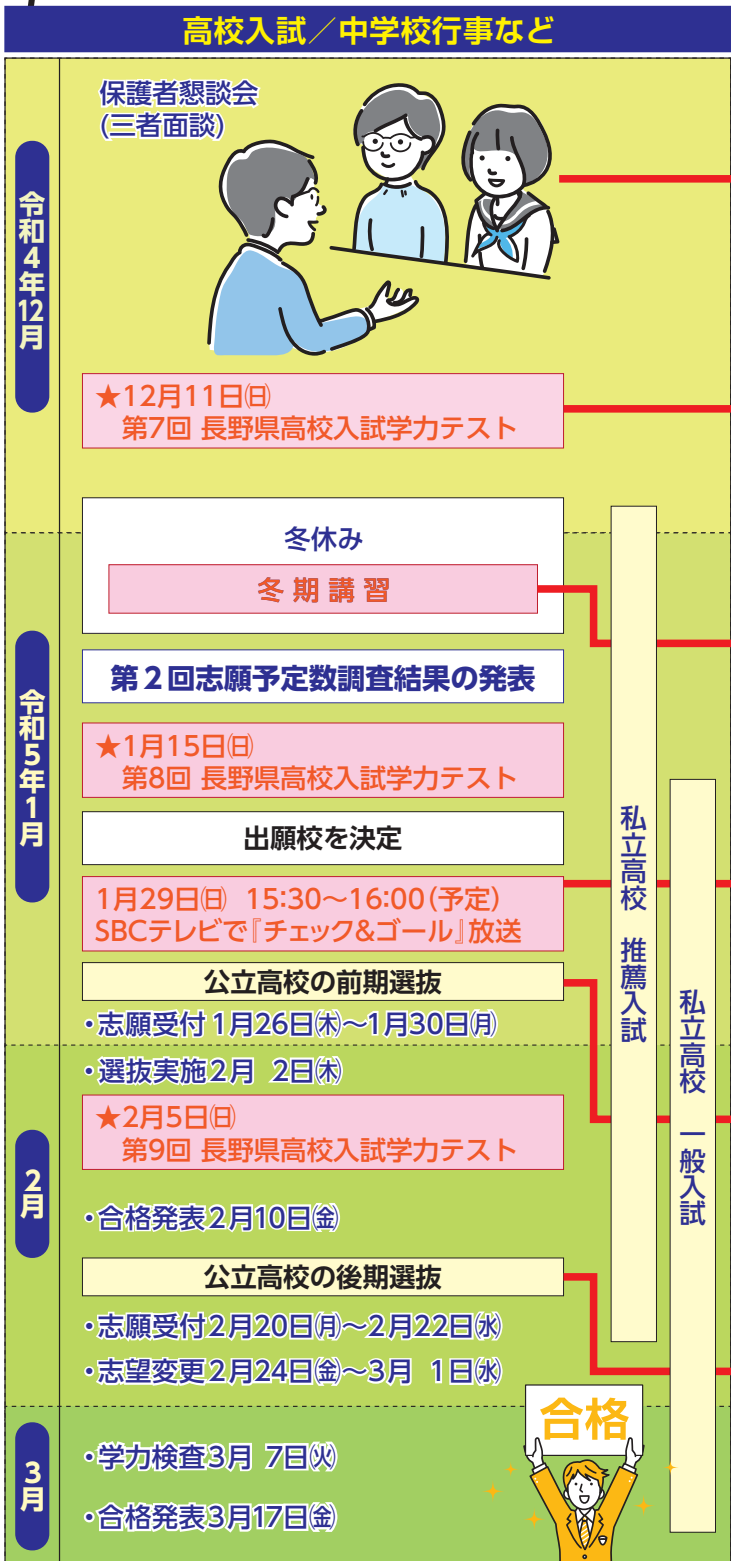 高校入試／中学校行事など
令和4年12月
保護者懇談会
(三者面談)
★12月11日㈰
第7回 長野県高校入試学力テスト
冬休み
冬期講習
令和5年1月
第２回志願予定数調査結果の発表
★1月15日㈰
第8回 長野県高校入試学力テスト
出願校を決定
1月29日㈰ 15:30～16:00（予定）
SBCテレビで『チェック&ゴール』放送
公立高校の前期選抜
・志願受付 1月26日㈭～1月30日㈪
・選抜実施 2月 2日㈭
2月
★2月5日㈰
第9回 長野県高校入試学力テスト
・合格発表 2月10日㈮
公立高校の後期選抜
・志願受付 2月20日㈪～2月22日㈬
・志望変更 2月24日㈮～3月 1日㈬
3月
・学力検査 3月 7日㈫
・合格発表 3月17日㈮
合格
私立高校 推薦入試
私立高校 一般入試